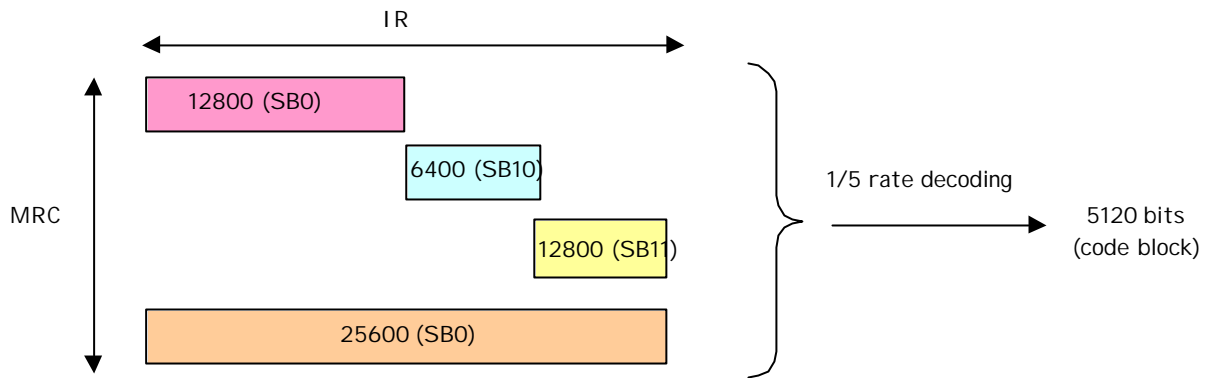 IR
12800 (SB0)
6400 (SB10)
12800 (SB11)
25600 (SB0)
MRC
1/5 rate decoding
5120 bits
(code block)